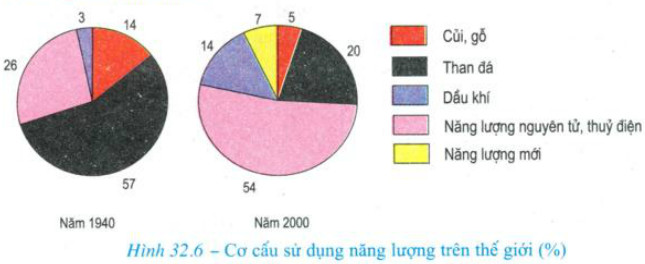 3
14
26
57
Năm 1940
7
5
14
20
54
Năm 2000
Củi, gỗ
Than đá
Dầu khí
Năng lượng nguyên tử, thuỷ điện
Năng lượng mới
Hình 32.6 – Cơ cấu sử dụng năng lượng trên thế giới (%)